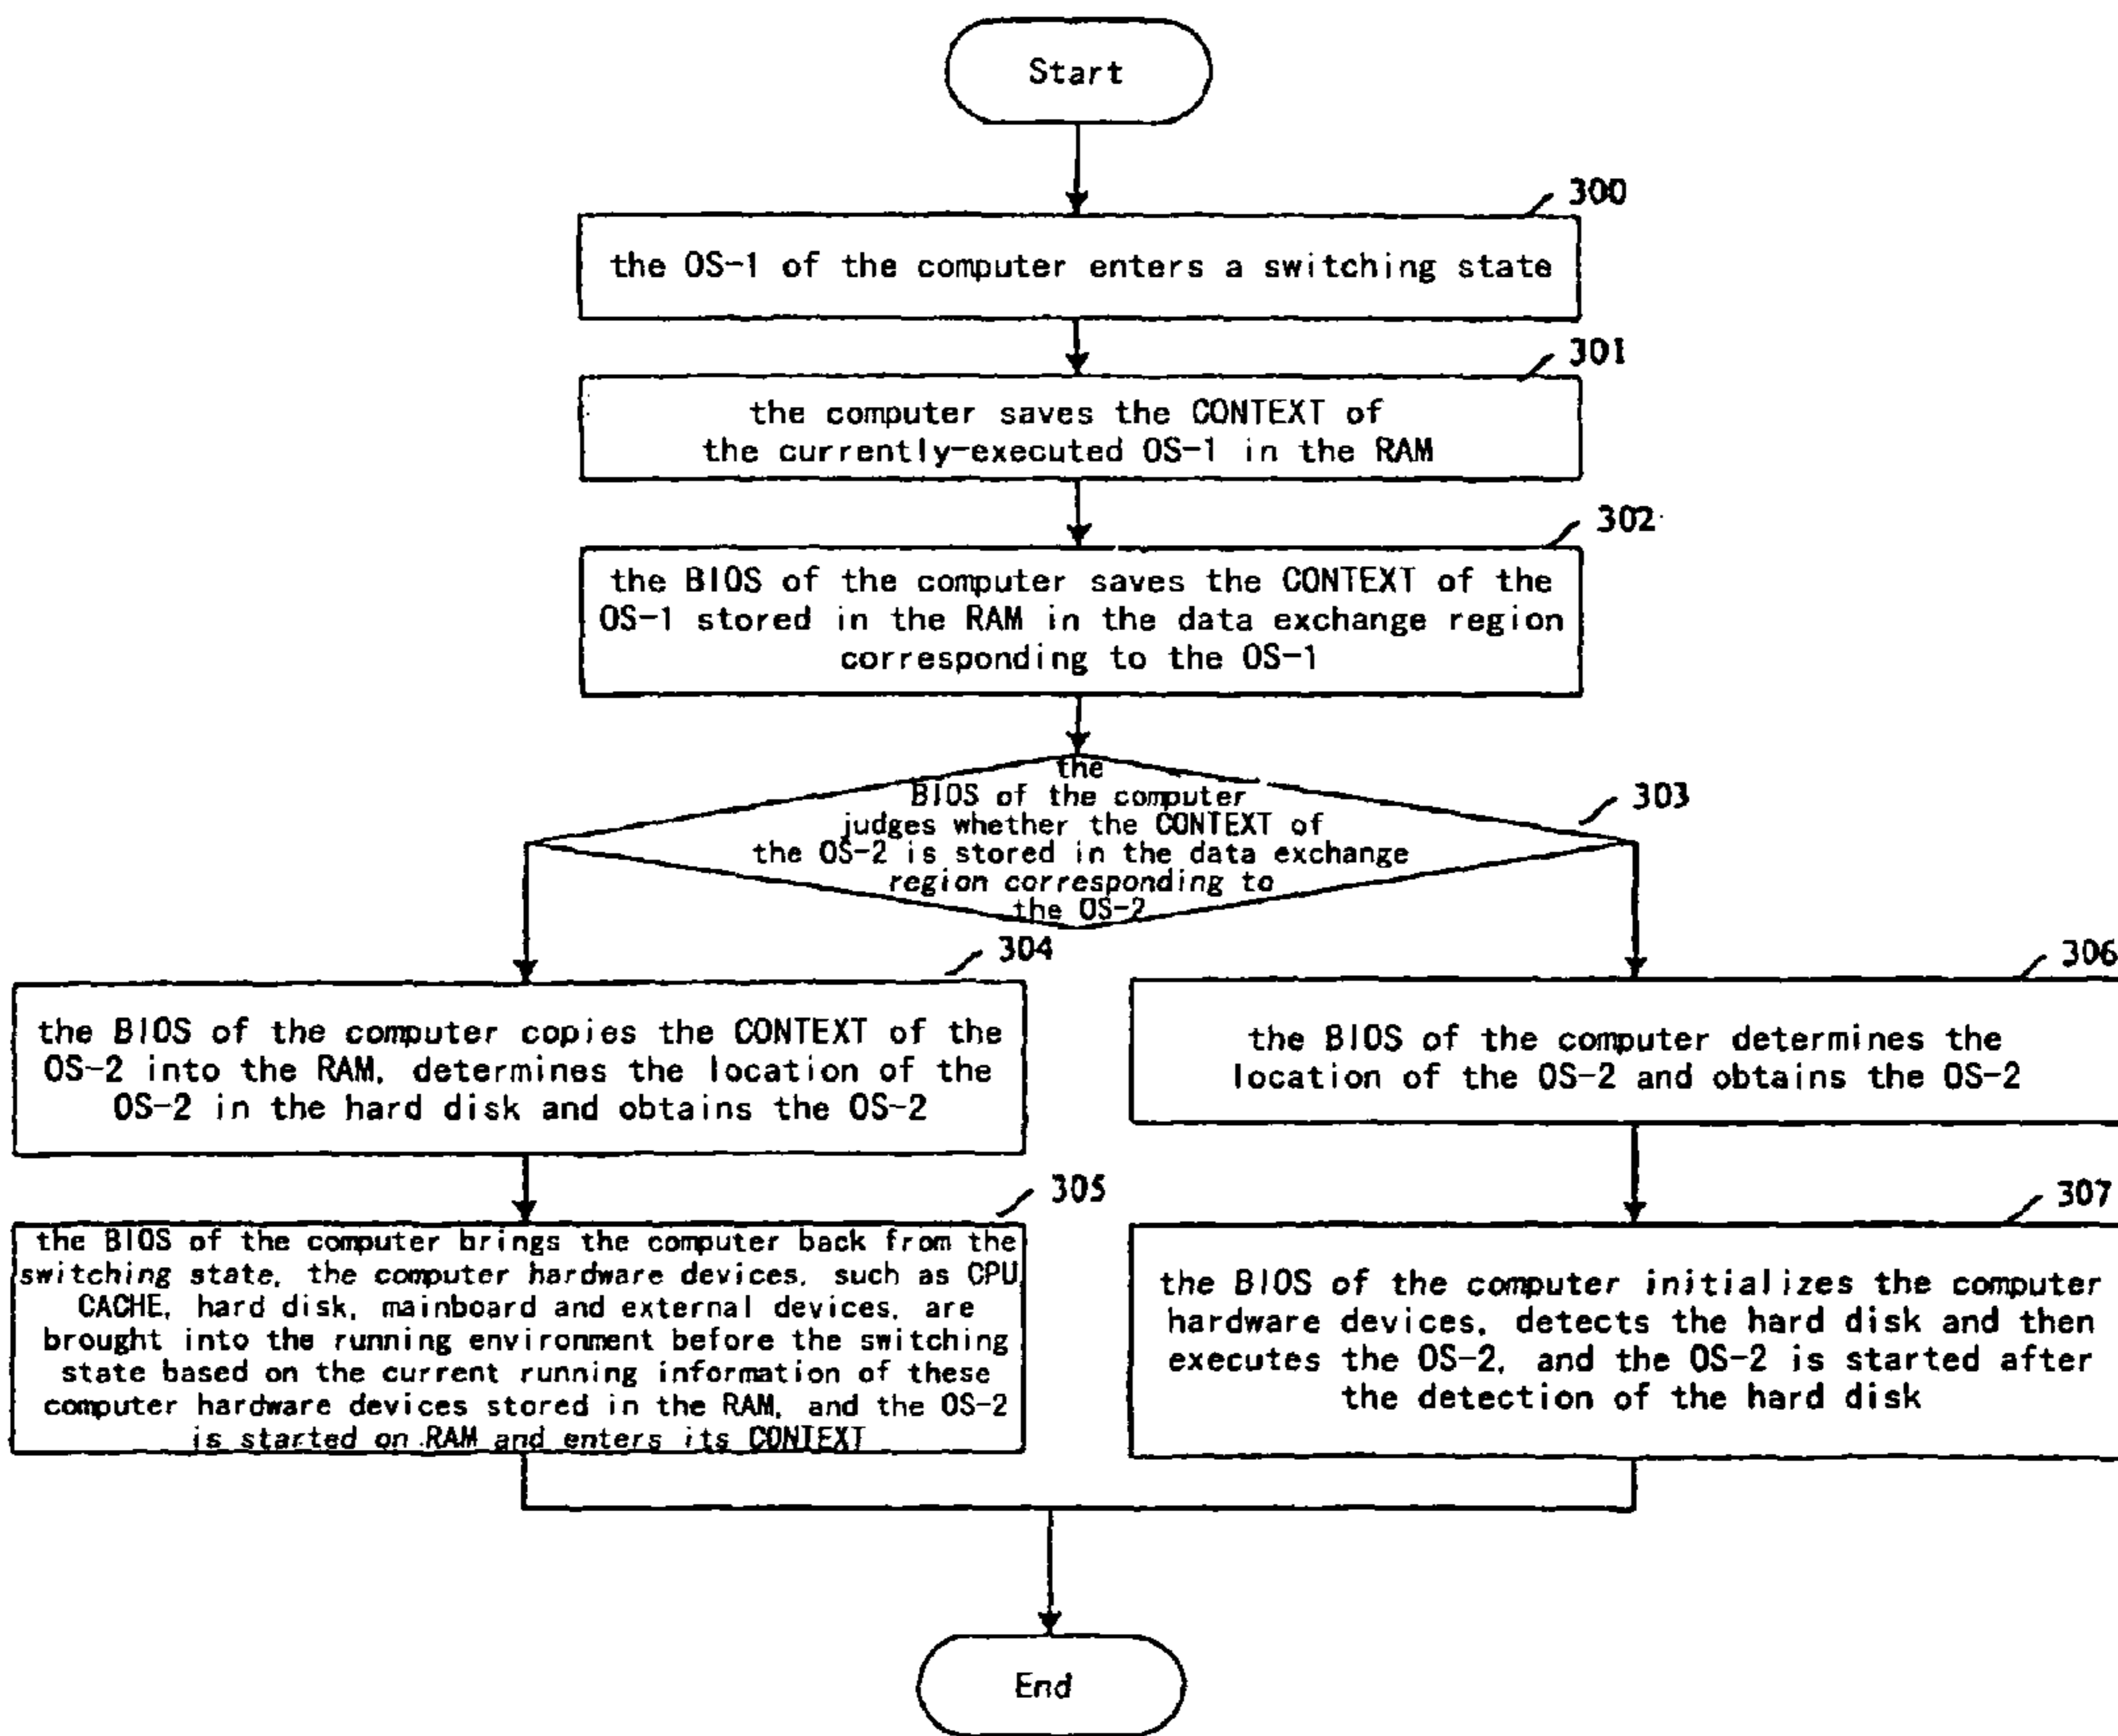 Start
300
the OS-1 of the computer enters a switching state
301
the computer saves the CONTEXT of
the currently-executed OS-1 in the RAM
302
the BIOS of the computer saves the CONTEXT of the
OS-1 stored in the RAM in the data exchange region
corresponding to the OS-1
303
the
BIOS of the computer
judges whether the CONTEXT of
the OS-2 is stored in the data exchange
region corresponding to
the OS-2
304
the BIOS of the computer copies the CONTEXT of the
OS-2 into the RAM, determines the location of the
OS-2 in the hard disk and obtains the OS-2
306
the BIOS of the computer determines the
location of the OS-2 and obtains the OS-2
305
the BIOS of the computer brings the computer back from the
switching state, the computer hardware devices, such as CPU,
CACHE, hard disk, mainboard and external devices, are
brought into the running environment before the switching
state based on the current running information of these
computer hardware devices stored in the RAM, and the OS-2
is started on RAM and enters its CONTEXT
307
the BIOS of the computer initializes the computer
hardware devices, detects the hard disk and then
executes the OS-2, and the OS-2 is started after
the detection of the hard disk
End